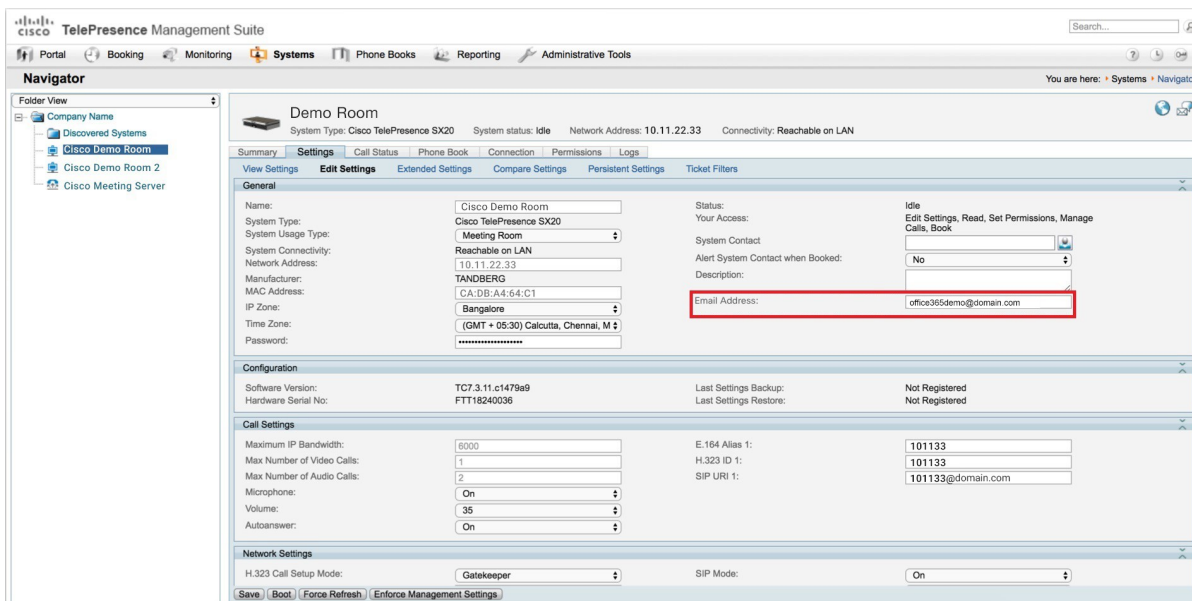 cisco TelePresence Management Suite
Search...
Portal Booking Monitoring Systems Phone Books Reporting Administrative Tools
Navigator
You are here: Systems Navigato
Folder View
Company Name
Discovered Systems
Cisco Demo Room
Cisco Demo Room 2
Cisco Meeting Server
Demo Room
System Type: Cisco TelePresence SX20 System status: Idle Network Address: 10.11.22.33 Connectivity: Reachable on LAN
Summary Settings Call Status Phone Book Connection Permissions Logs
View Settings Edit Settings Extended Settings Compare Settings Persistent Settings Ticket Filters
General
Name: Cisco Demo Room
System Type: Cisco TelePresence SX20
System Usage Type: Meeting Room
System Connectivity: Reachable on LAN
Network Address: 10.11.22.33
Manufacturer: TANDBERG
MAC Address: CA:DB:A4:64:C1
IP Zone: Bangalore
Time Zone: (GMT + 05:30) Calcutta, Chennai, M
Password: ••••••••••••••••••••
Status: Idle
Your Access: Edit Settings, Read, Set Permissions, Manage
Calls, Book
System Contact
Alert System Contact when Booked: No
Description:
Email Address: office365demo@domain.com
Configuration
Software Version: TC7.3.11.c1479a9
Hardware Serial No: FTT18240036
Last Settings Backup: Not Registered
Last Settings Restore: Not Registered
Call Settings
Maximum IP Bandwidth: 6000
Max Number of Video Calls: 1
Max Number of Audio Calls: 2
Microphone: On
Volume: 35
Autoanswer: On
E.164 Alias 1: 101133
H.323 ID 1: 101133
SIP URI 1: 101133@domain.com
Network Settings
H.323 Call Setup Mode: Gatekeeper
SIP Mode: On
Save Boot Force Refresh Enforce Management Settings